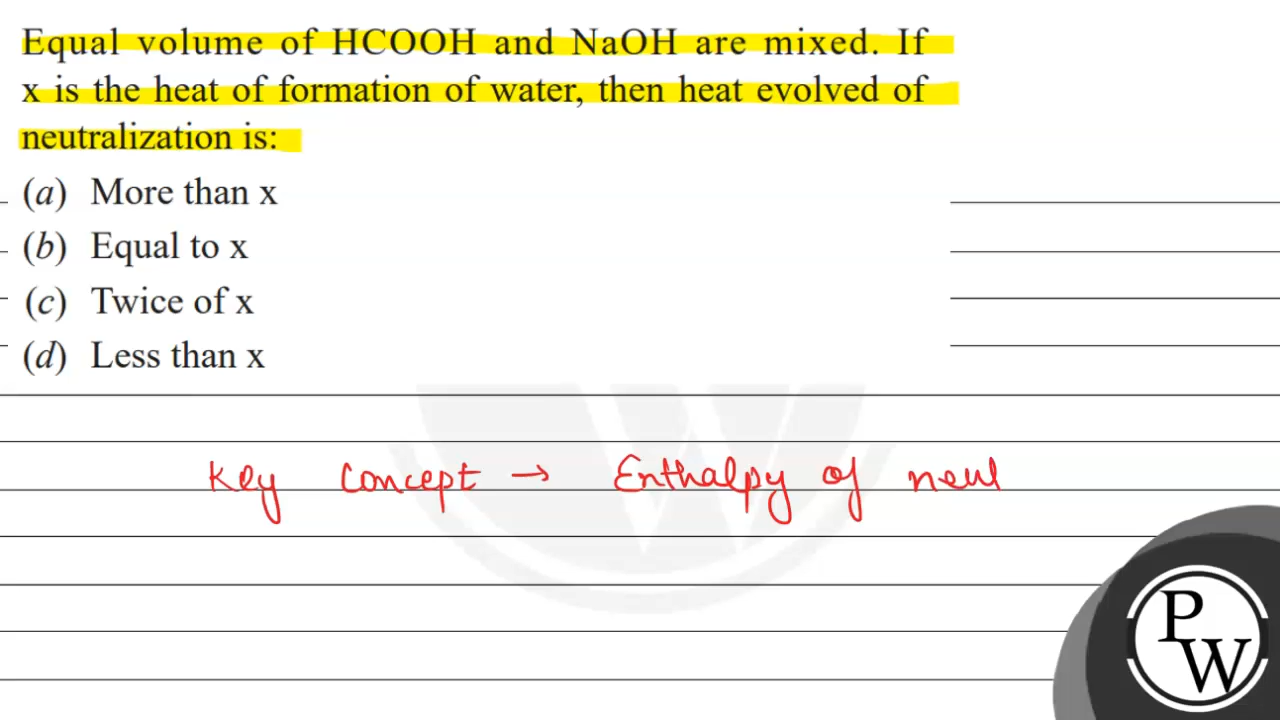 Equal volume of HCOOH and NaOH are mixed. If
x is the heat of formation of water, then heat evolved of
neutralization is:
(a) More than x
(b) Equal to x
(c) Twice of x
(d) Less than x
Key Concept → Enthalpy of neul
P
W